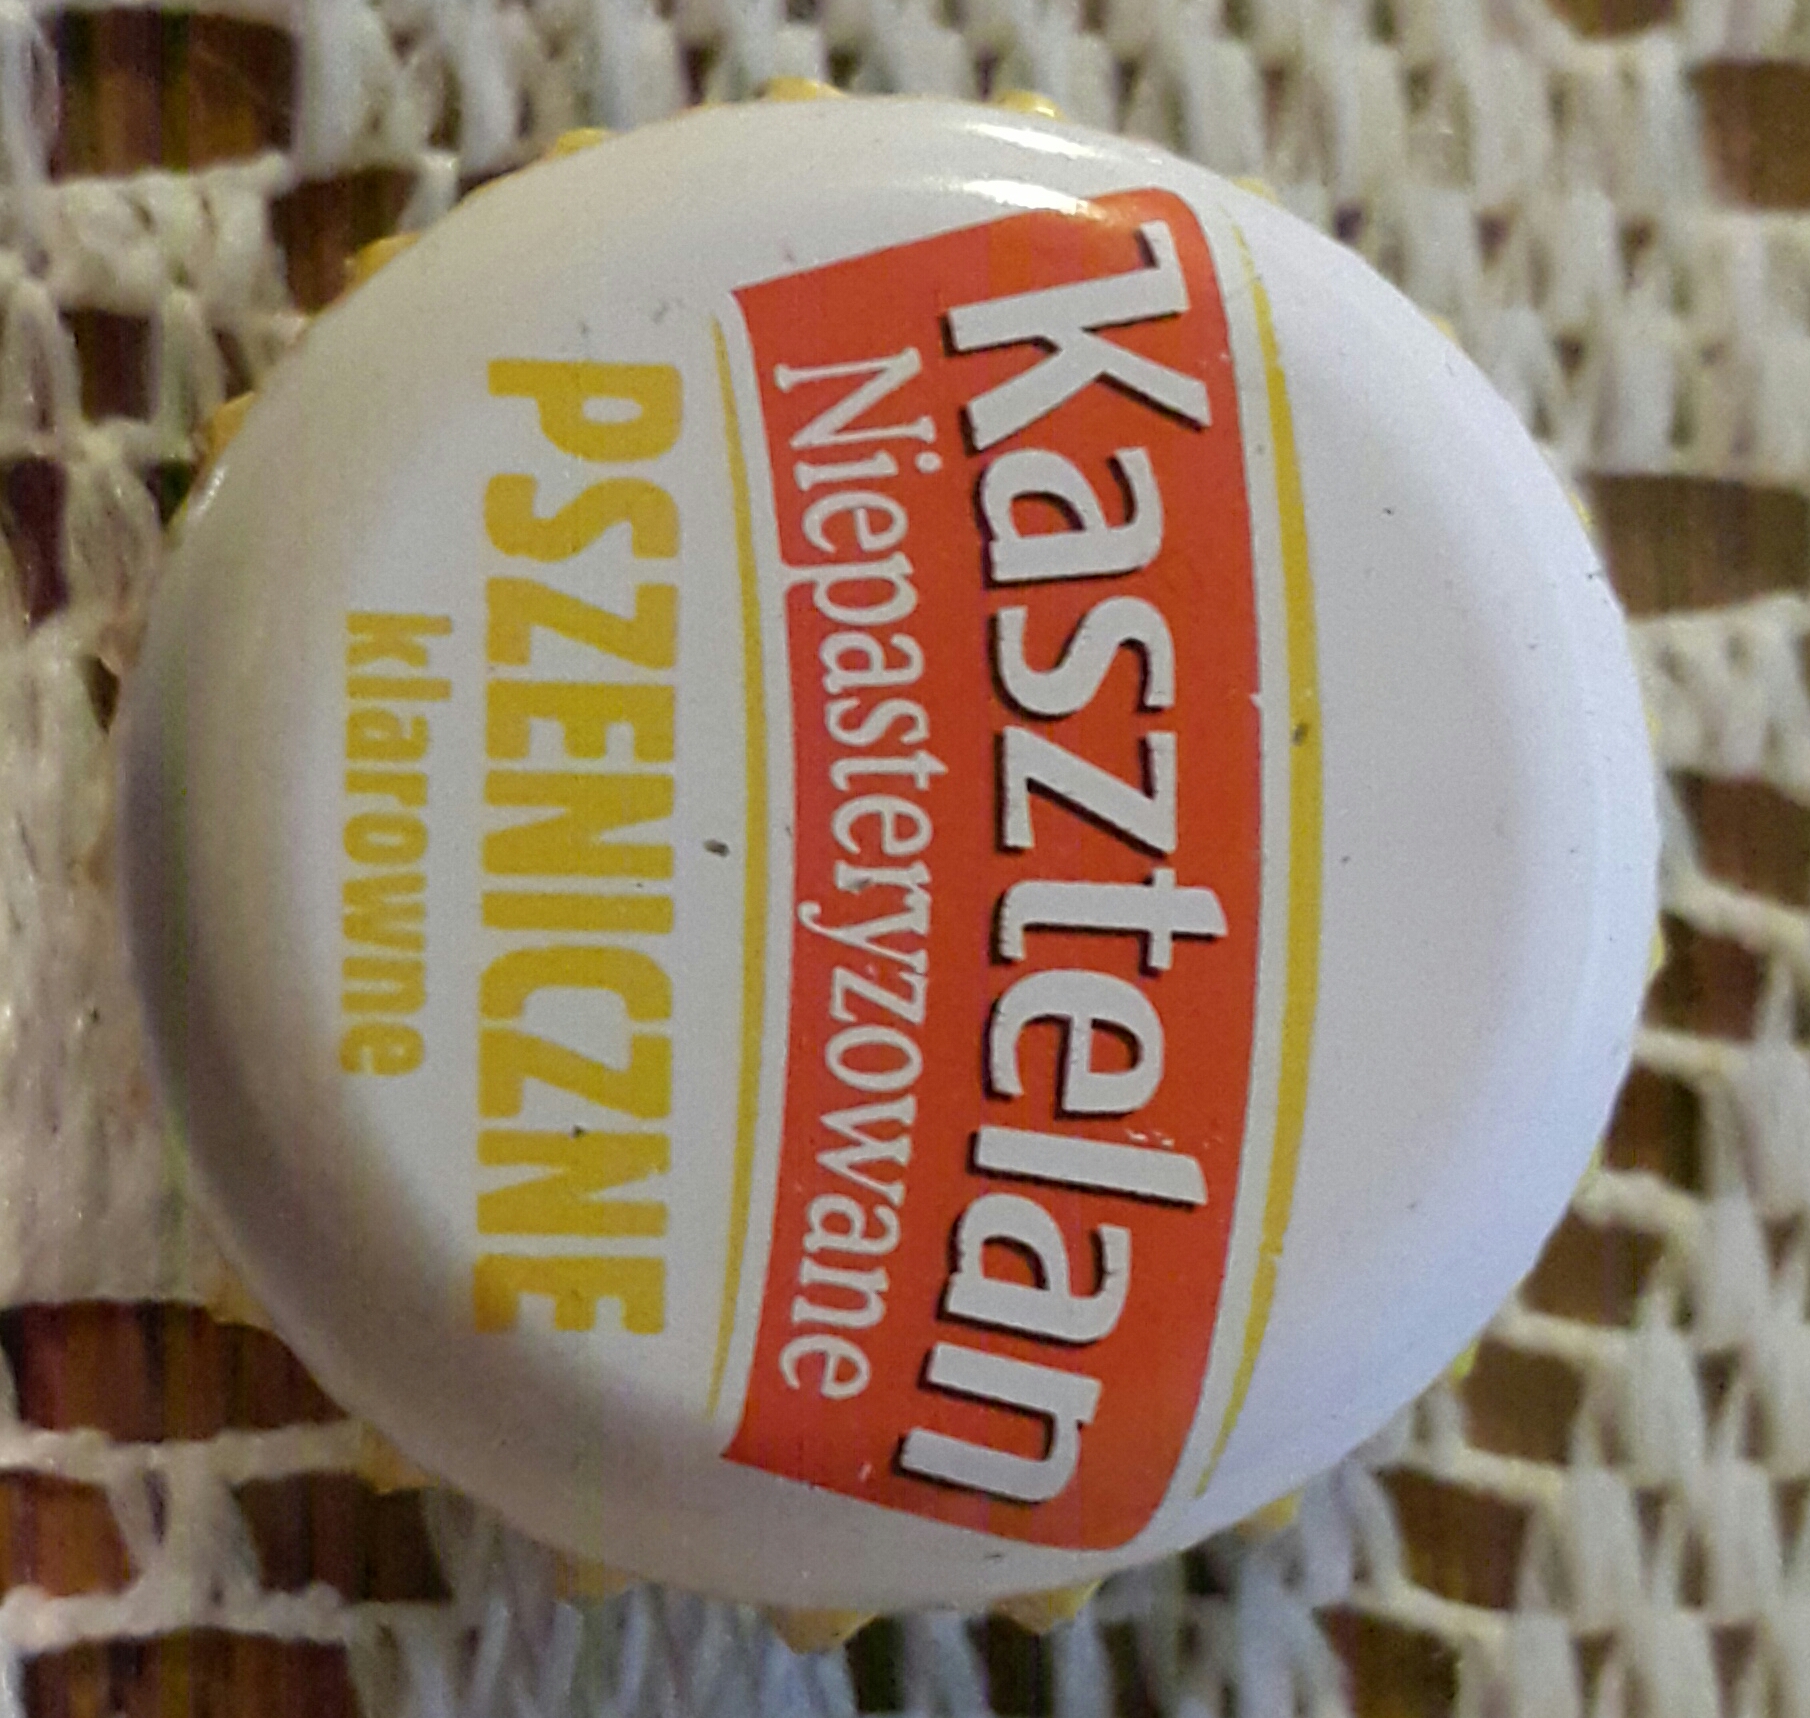 Kasztelan
Niepasteryzowane
PSZENICZNE
klarowne